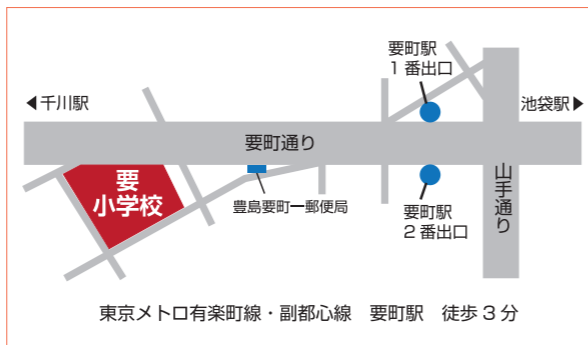 要町駅
1番出口
◀千川駅
池袋駅▶
要町通り
要
小学校
豊島要町一郵便局
要町駅
2番出口
山手通り
東京メトロ有楽町線・副都心線　要町駅　徒歩3分